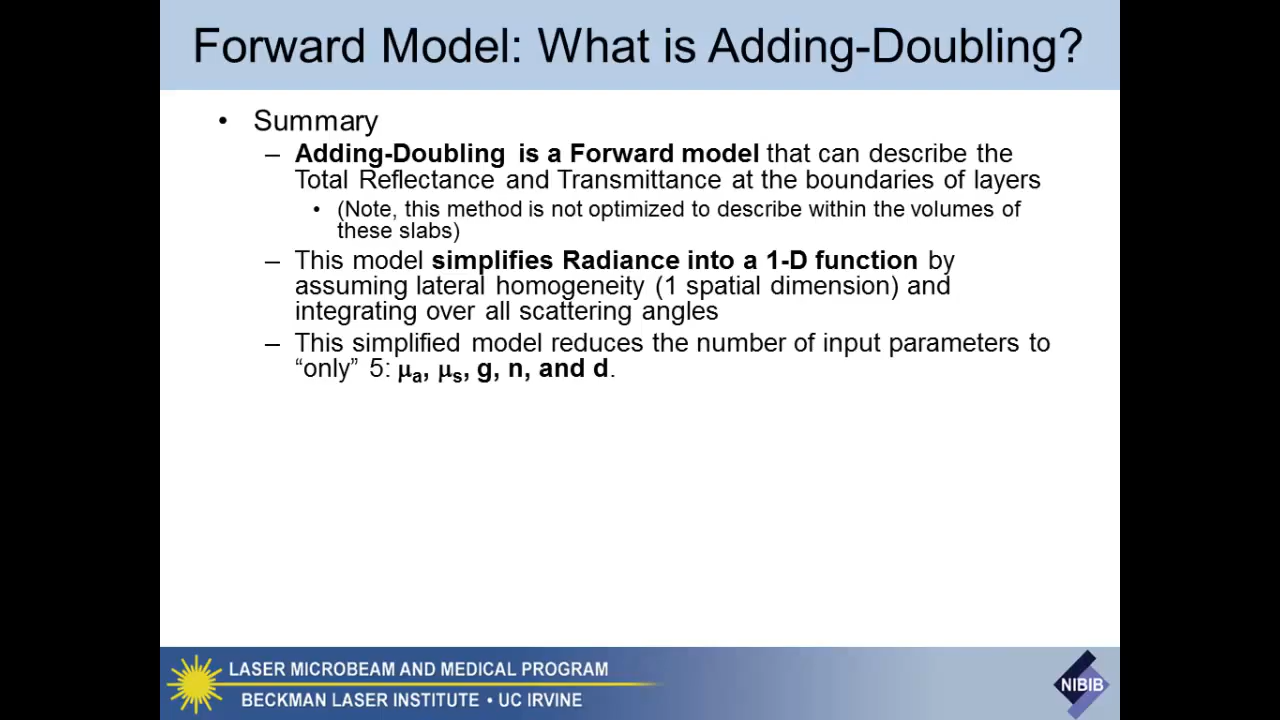 Forward Model: What is Adding-Doubling?
• Summary
– Adding-Doubling is a Forward model that can describe the
Total Reflectance and Transmittance at the boundaries of layers
• (Note, this method is not optimized to describe within the volumes of
these slabs)
– This model simplifies Radiance into a 1-D function by
assuming lateral homogeneity (1 spatial dimension) and
integrating over all scattering angles
– This simplified model reduces the number of input parameters to
“only” 5: μa, μs, g, n, and d.
LASER MICROBEAM AND MEDICAL PROGRAM
BECKMAN LASER INSTITUTE • UC IRVINE
NIBIB